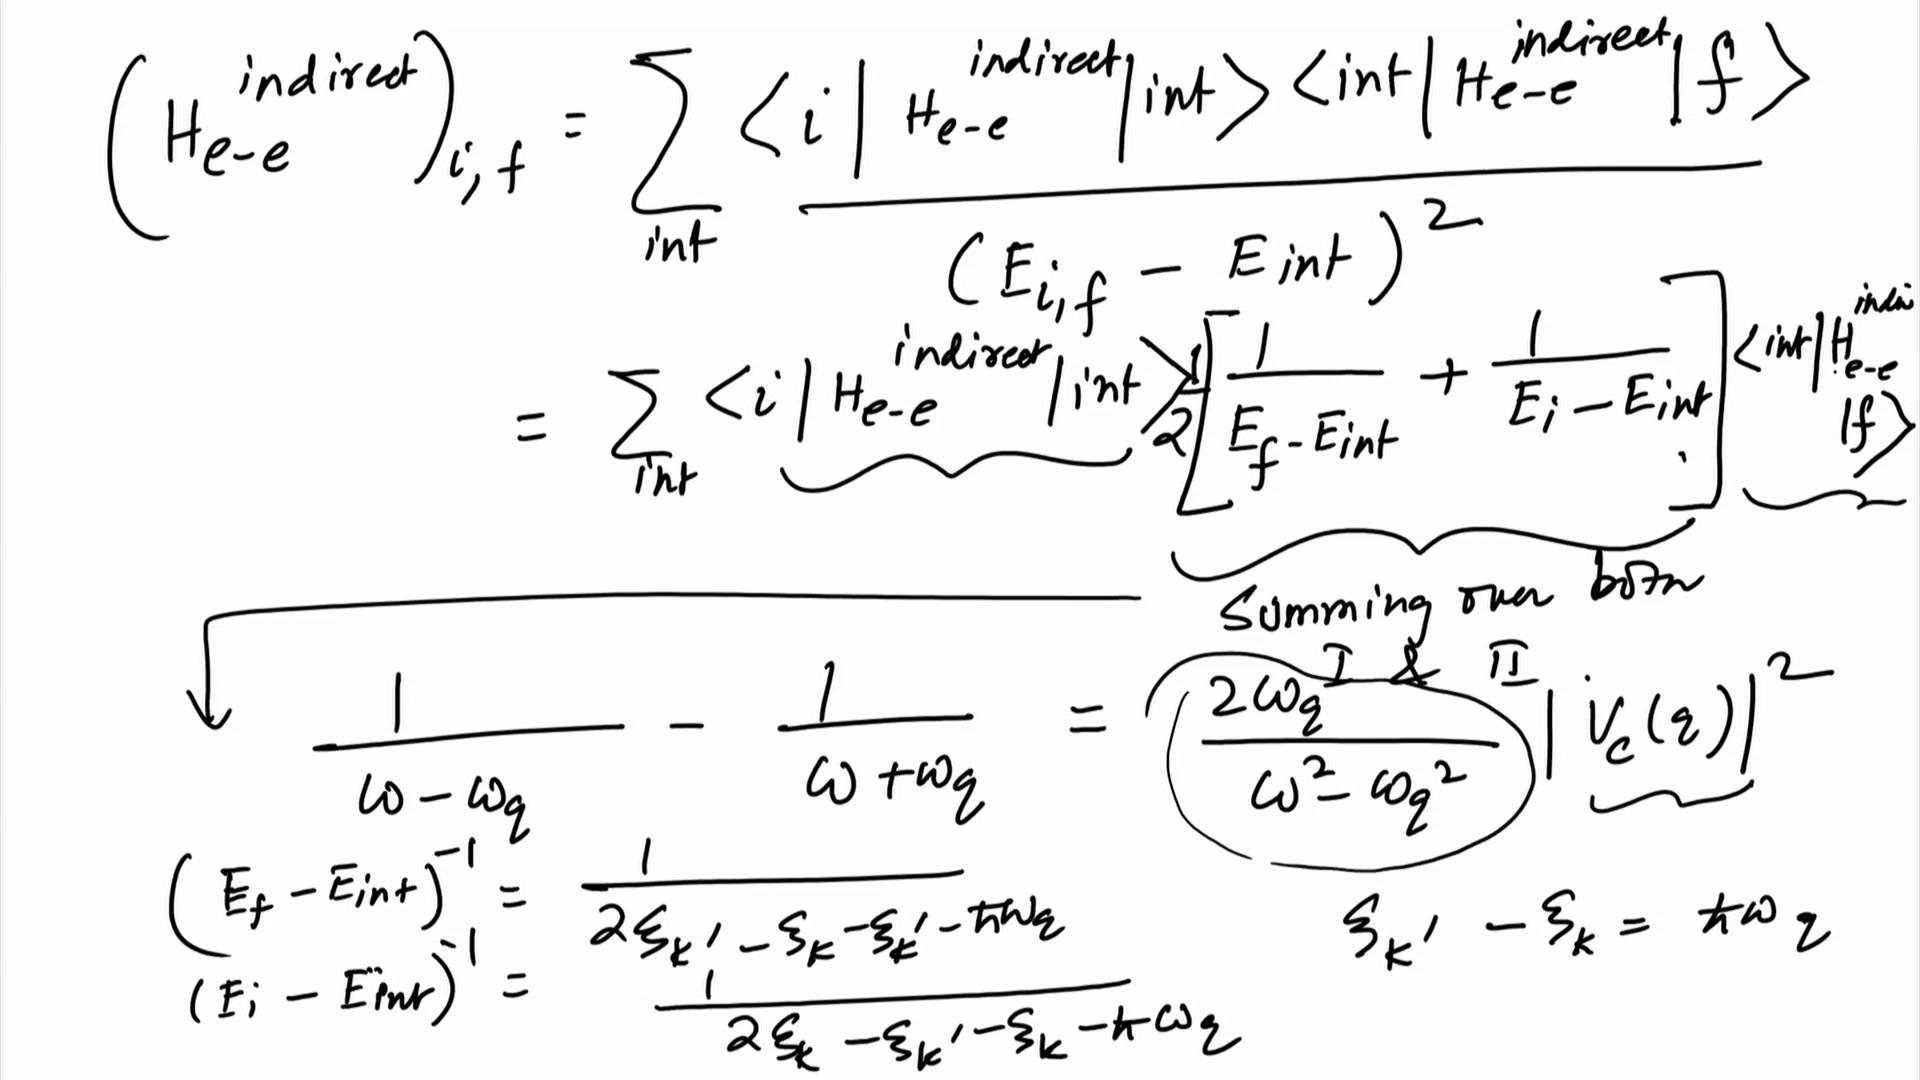 (H_{e-e}^{indirect})_{i,f} = Σ_{int} <i| H_{e-e}^{indirect} |int> <int| H_{e-e}^{indirect} |f> / (E_{i,f} - E_{int})^2
= Σ_{int} <i| H_{e-e}^{indirect} |int> 1/2 [ 1/(E_f - E_{int}) + 1/(E_i - E_{int}) ] <int| H_{e-e}^{indi} |f>
Summing over both
I & II
1/(ω - ω_q) - 1/(ω + ω_q) = 2ω_q/(ω^2 - ω_q^2) |V_c(q)|^2
(E_f - E_{int})^{-1} = 1/(2ξ_{k'} - ξ_k - ξ_{k'} - ħω_q) ξ_{k'} - ξ_k = ħω_q
(E_i - E_{int})^{-1} = 1/(2ξ_k - ξ_{k'} - ξ_k - ħω_q)